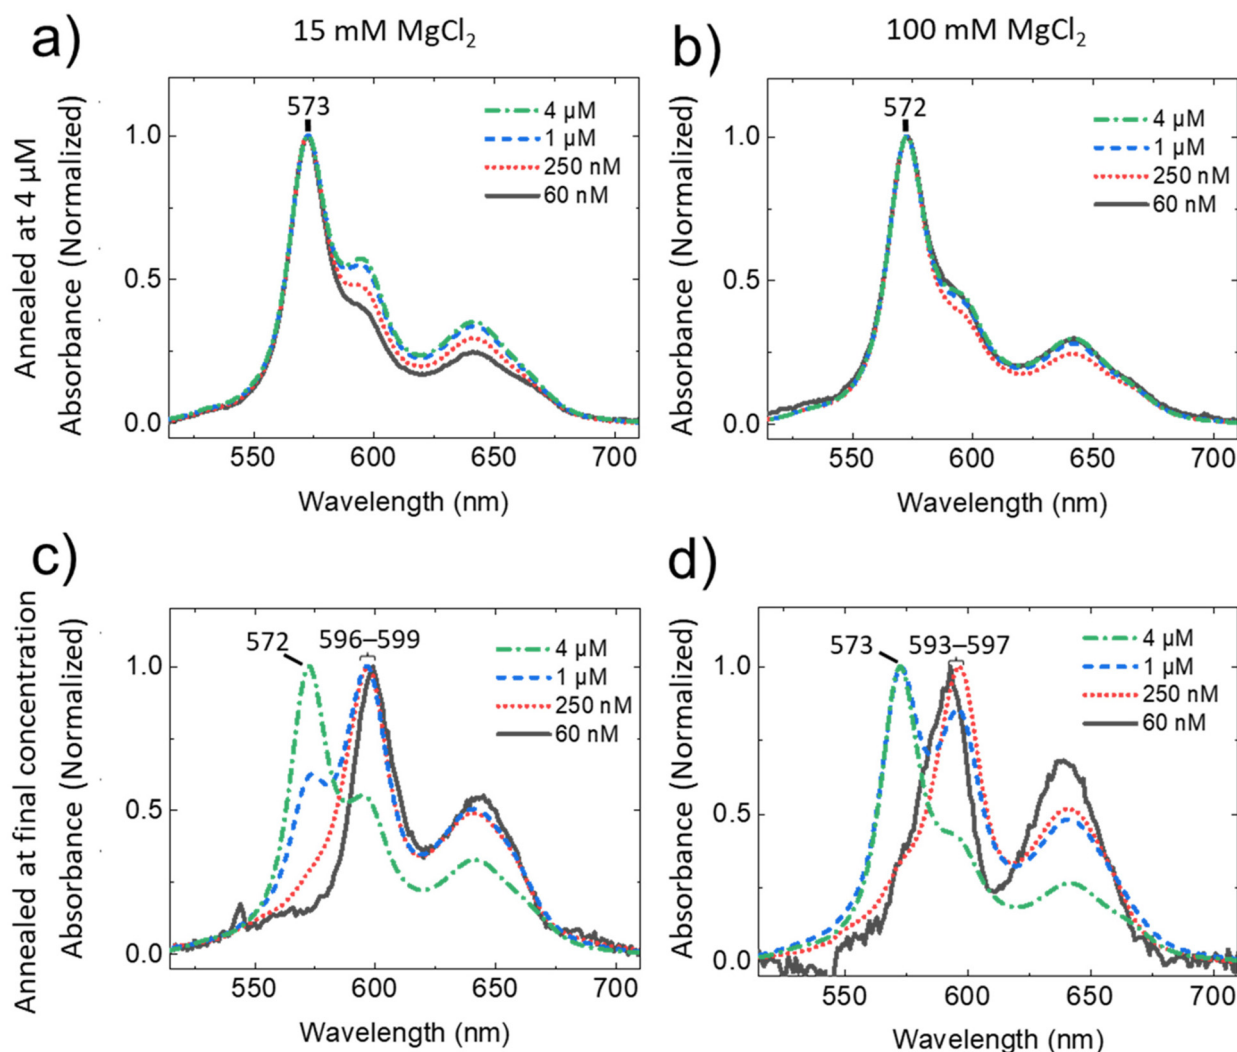 15 mM MgCl₂
100 mM MgCl₂
a)
Annealed at 4 µM
Absorbance (Normalized)
573
4 µM
1 µM
250 nM
60 nM
1.0
0.5
0.0
550
600
650
700
Wavelength (nm)
b)
Absorbance (Normalized)
572
4 µM
1 µM
250 nM
60 nM
1.0
0.5
0.0
550
600
650
700
Wavelength (nm)
c)
Annealed at final concentration
Absorbance (Normalized)
572
596–599
4 µM
1 µM
250 nM
60 nM
1.0
0.5
0.0
550
600
650
700
Wavelength (nm)
d)
Absorbance (Normalized)
573
593–597
4 µM
1 µM
250 nM
60 nM
1.0
0.5
0.0
550
600
650
700
Wavelength (nm)